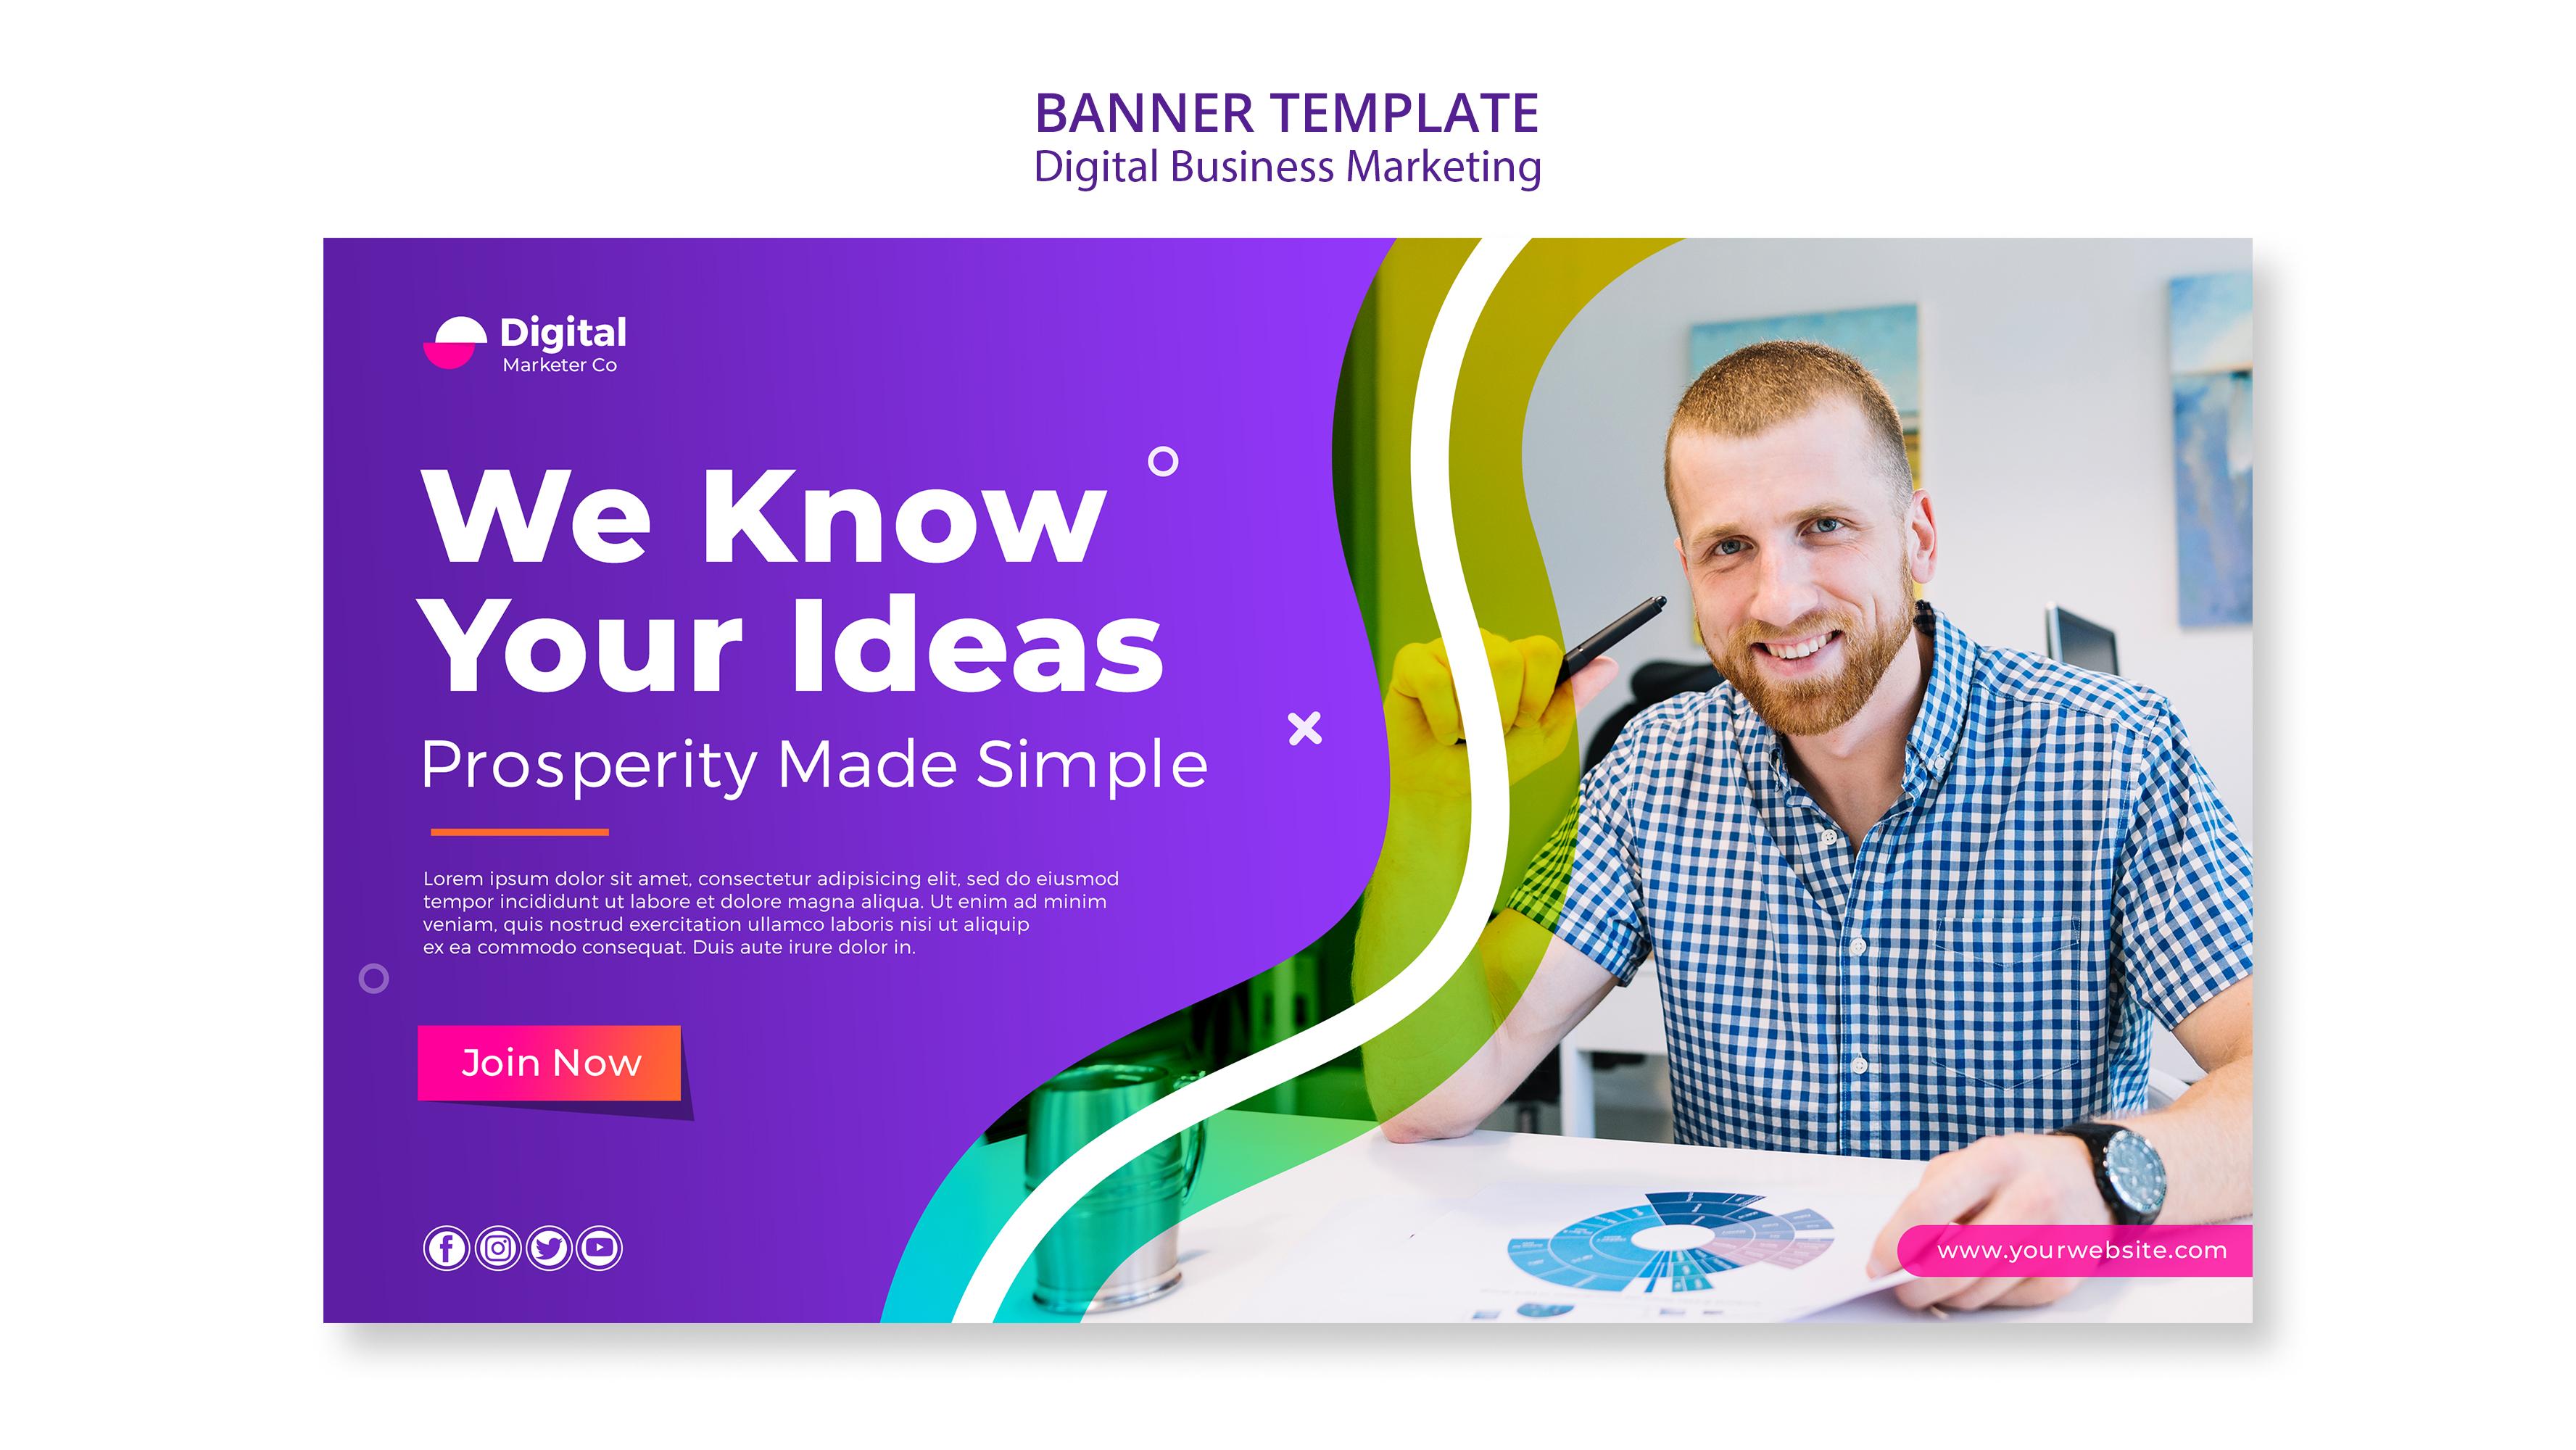 BANNER TEMPLATE
Digital Business Marketing
Digital
Marketer Co
We Know
Your Ideas
Prosperity Made Simple
Lorem ipsum dolor sit amet, consectetur adipisicing elit, sed do eiusmod
tempor incididunt ut labore et dolore magna aliqua. Ut enim ad minim
veniam, quis nostrud exercitation ullamco laboris nisi ut aliquip
ex ea commodo consequat. Duis aute irure dolor in.
Join Now
www.yourwebsite.com